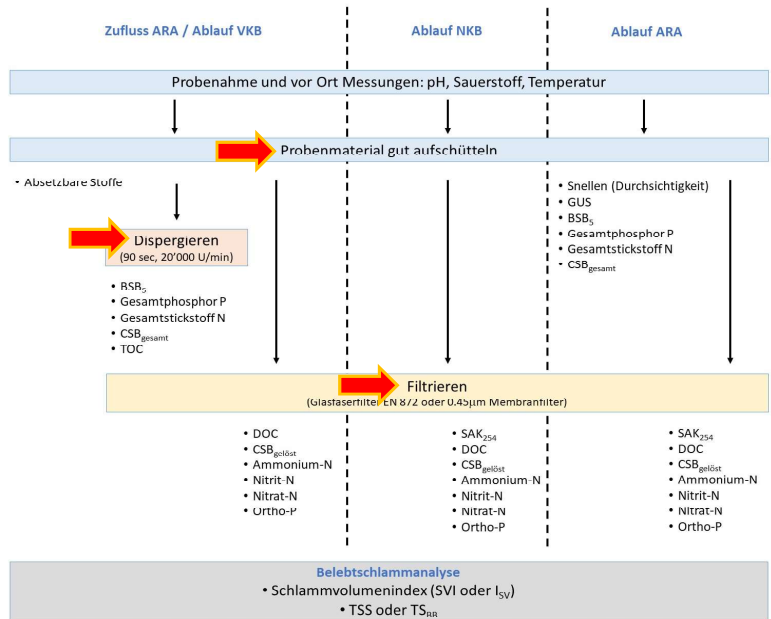 Zufluss ARA / Ablauf VKB
Ablauf NKB
Ablauf ARA
Probenahme und vor Ort Messungen: pH, Sauerstoff, Temperatur
Probenmaterial gut aufschütteln
• Absetzbare Stoffe
Dispergieren
(90 sec, 20'000 U/min)
• BSB5
• Gesamtphosphor P
• Gesamtstickstoff N
• CSBgesamt
• TOC
• Snellen (Durchsichtigkeit)
• GUS
• BSB5
• Gesamtphosphor P
• Gesamtstickstoff N
• CSBgesamt
Filtrieren
(Glasfaserfilter EN 872 oder 0.45µm Membranfilter)
• DOC
• CSBgelöst
• Ammonium-N
• Nitrit-N
• Nitrat-N
• Ortho-P
• SAK254
• DOC
• CSBgelöst
• Ammonium-N
• Nitrit-N
• Nitrat-N
• Ortho-P
• SAK254
• DOC
• CSBgelöst
• Ammonium-N
• Nitrit-N
• Nitrat-N
• Ortho-P
Belebtschlammanalyse
• Schlammvolumenindex (SVI oder ISV)
• TSS oder TSBB